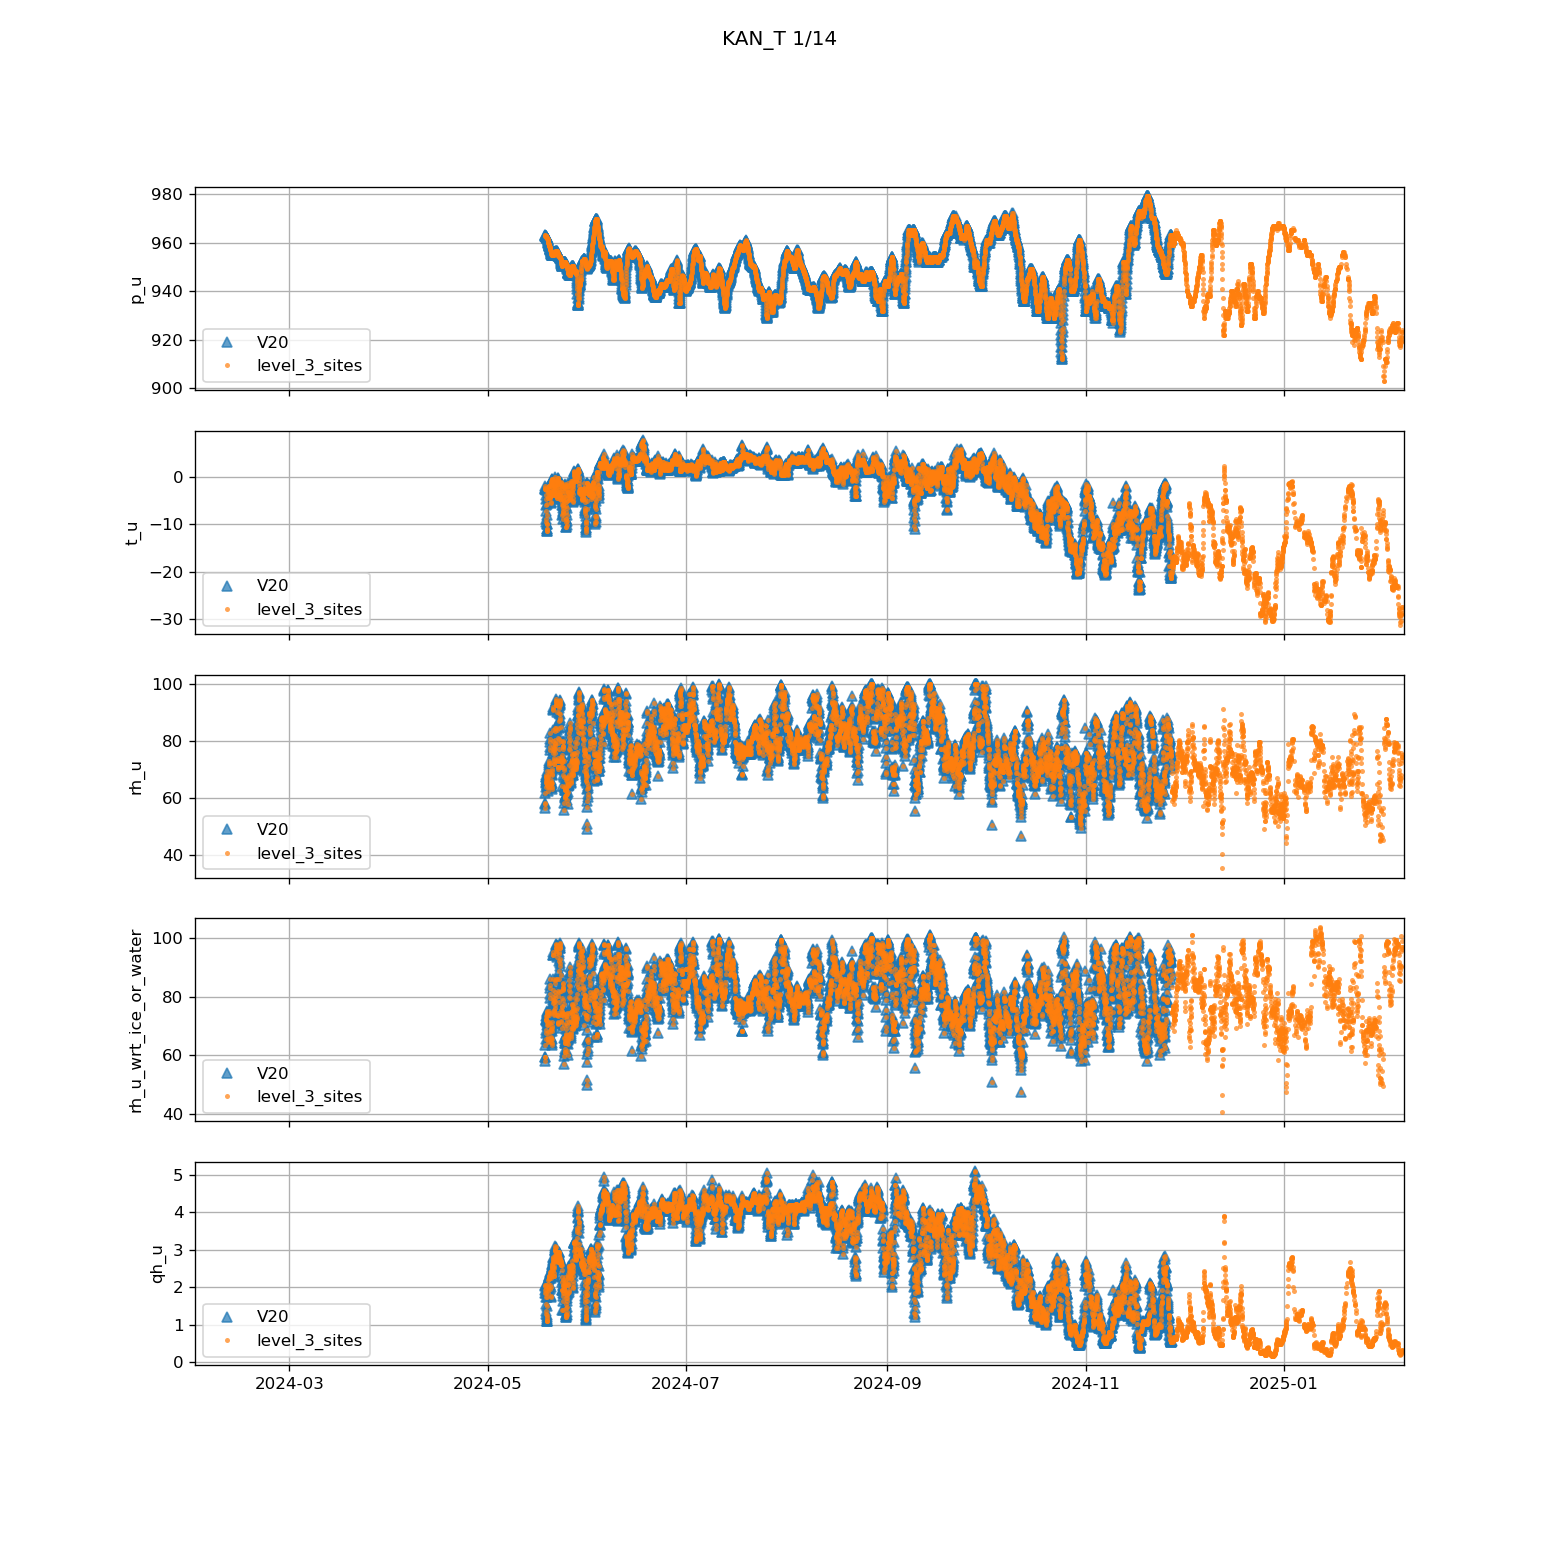 KAN_T 1/14
980
960
940
920
900
p_u
V20
level_3_sites
0
−10
−20
−30
t_u
V20
level_3_sites
100
80
60
40
rh_u
V20
level_3_sites
100
80
60
40
rh_u_wrt_ice_or_water
V20
level_3_sites
5
4
3
2
1
0
qh_u
V20
level_3_sites
2024-03 2024-05 2024-07 2024-09 2024-11 2025-01